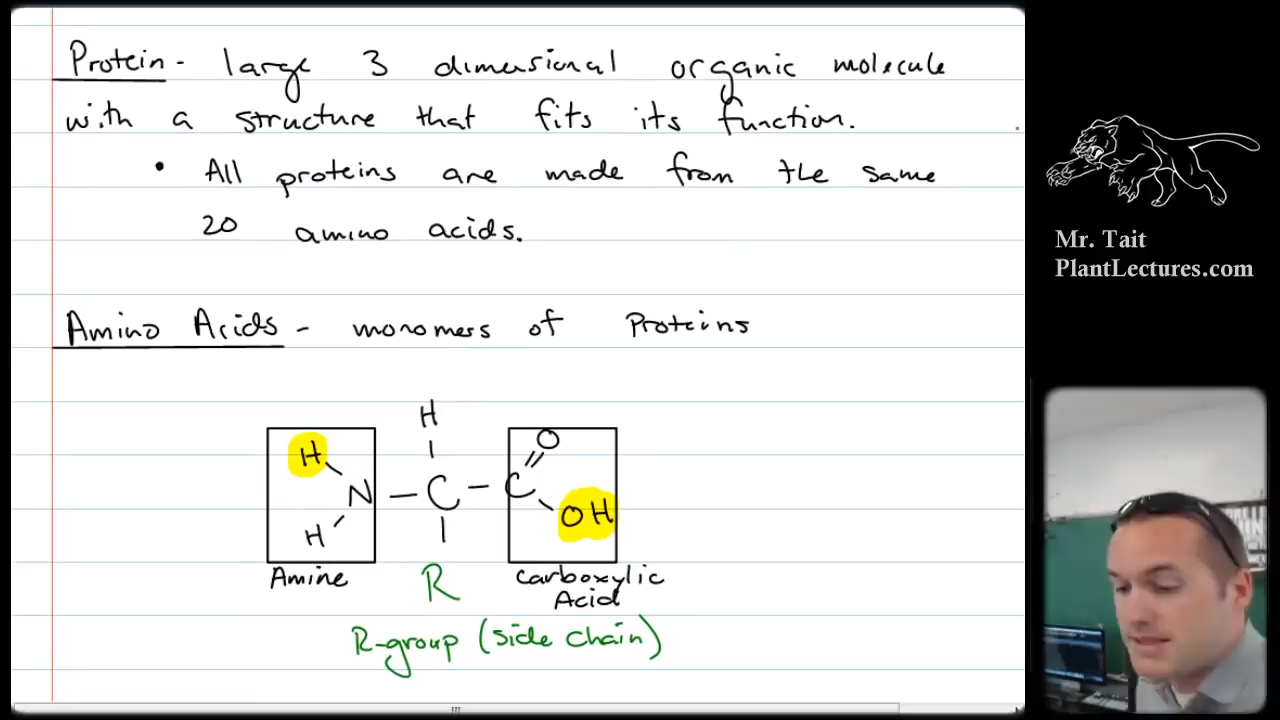 Protein - large 3 dimensional organic molecule
with a structure that fits its function.
• All proteins are made from the same
20 amino acids.
Mr. Tait
PlantLectures.com
Amino Acids - monomers of Proteins
H
H
N - C - C
O
OH
H
Amine
R
Carboxylic
Acid
R-group (side chain)